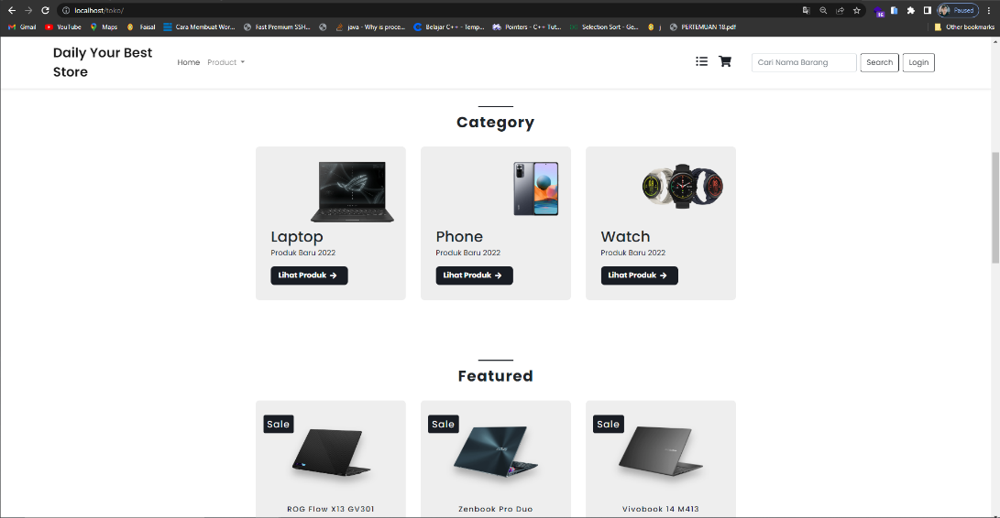 localhost/toko/
16
Paused
Gmail
YouTube
Maps
Faisal
Cara Membuat Wor...
Fast Premium SSH...
java - Why is proce...
Belajar C++ - Temp...
Pointers - C++ Tut...
Selection Sort - Ge...
j
PERTEMUAN 18.pdf
Other bookmarks
Daily Your Best
Store
Home
Product
Cari Nama Barang
Search
Login
Category
Laptop
Produk Baru 2022
Lihat Produk
Phone
Produk Baru 2022
Lihat Produk
Watch
Produk Baru 2022
Lihat Produk
Featured
Sale
ROG Flow X13 GV301
Sale
Zenbook Pro Duo
Sale
Vivobook 14 M413